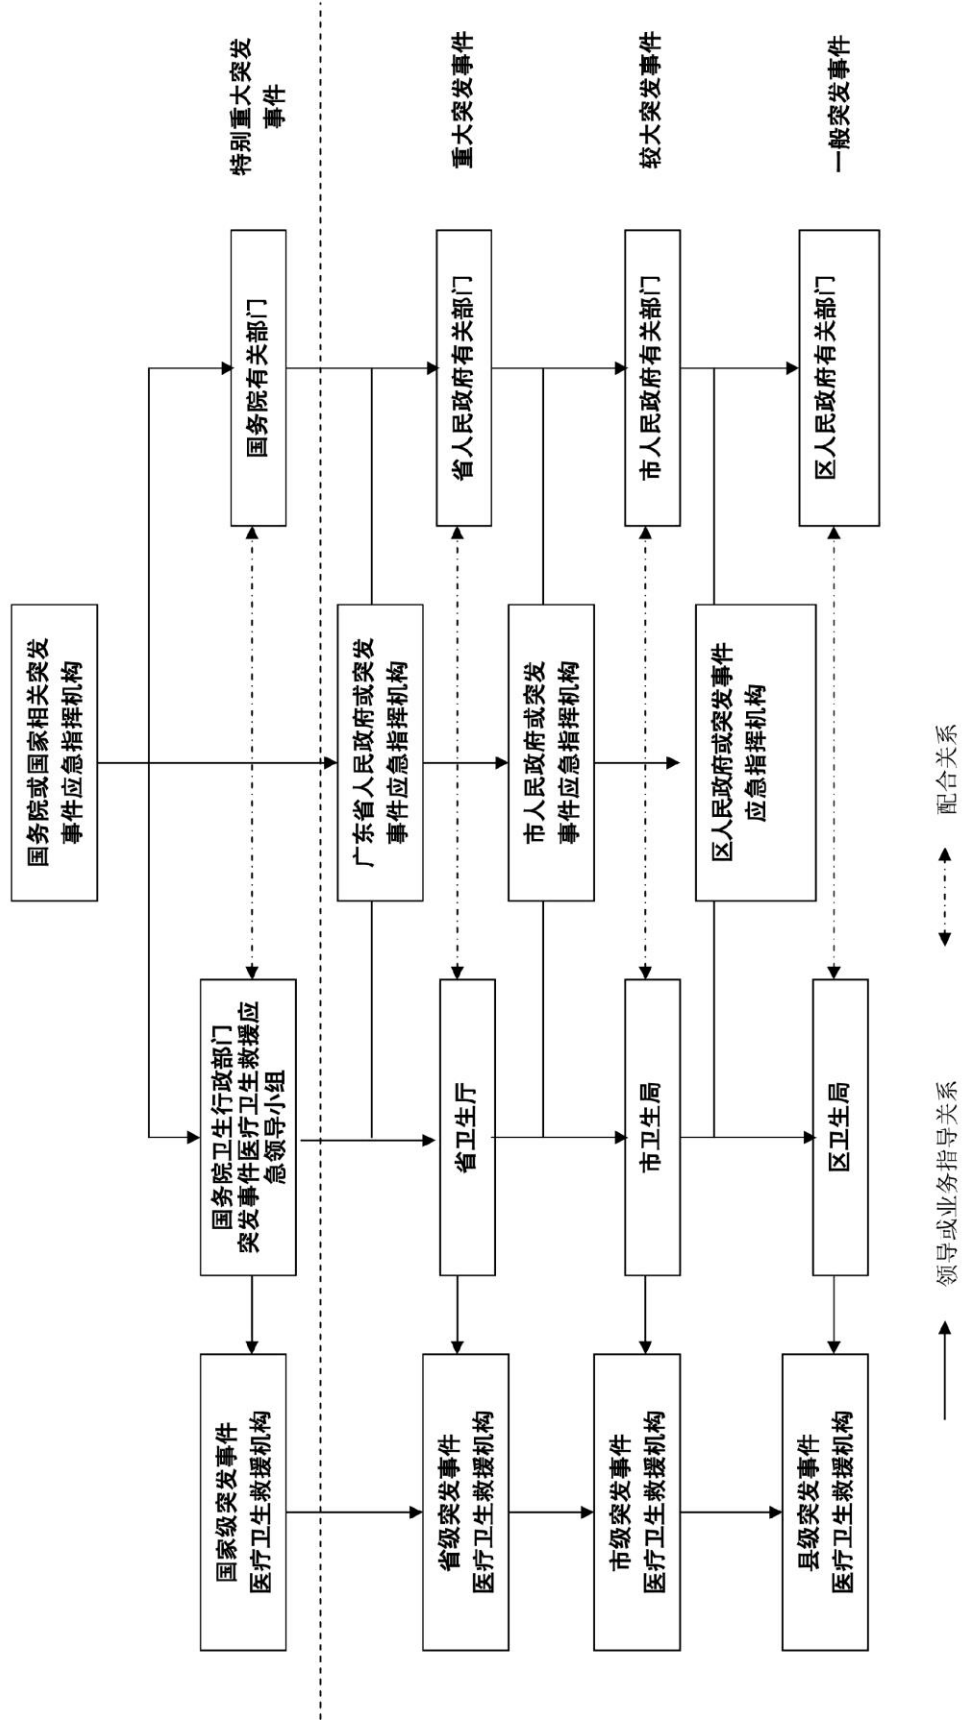 国务院或国家相关突发
事件应急指挥机构
国家级突发事件
医疗卫生救援机构
国务院卫生行政部门
突发事件医疗卫生救援应
急领导小组
国务院有关部门
特别重大突发
事件
广东省人民政府或突发
事件应急指挥机构
省级突发事件
医疗卫生救援机构
省卫生厅
省人民政府有关部门
重大突发事件
市人民政府或突发
事件应急指挥机构
市级突发事件
医疗卫生救援机构
市卫生局
市人民政府有关部门
较大突发事件
区人民政府或突发事件
应急指挥机构
县级突发事件
医疗卫生救援机构
区卫生局
区人民政府有关部门
一般突发事件
领导或业务指导关系
配合关系